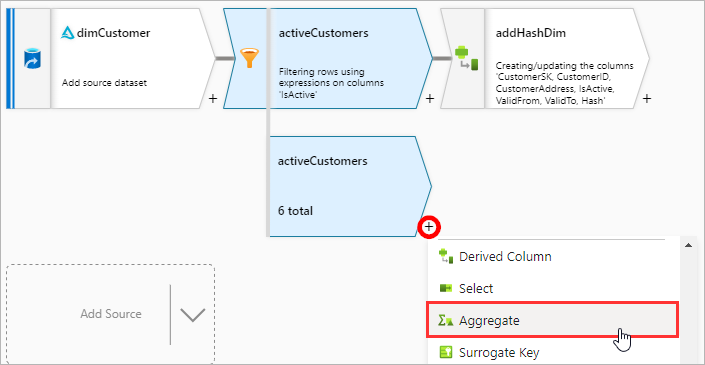 dimCustomer
Add source dataset
+
activeCustomers
Filtering rows using
expressions on columns
'IsActive'
+
addHashDim
Creating/updating the columns
'CustomerSK, CustomerID,
CustomerAddress, IsActive,
ValidFrom, ValidTo, Hash'
+
activeCustomers
6 total
+
Derived Column
Select
Aggregate
Surrogate Key
Add Source